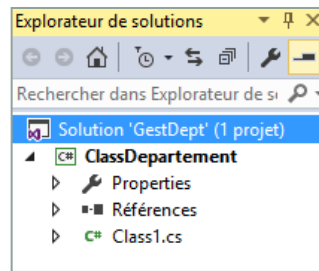 Explorateur de solutions
Rechercher dans Explorateur de s
Solution 'GestDept' (1 projet)
C# ClassDepartement
Properties
Références
C# Class1.cs